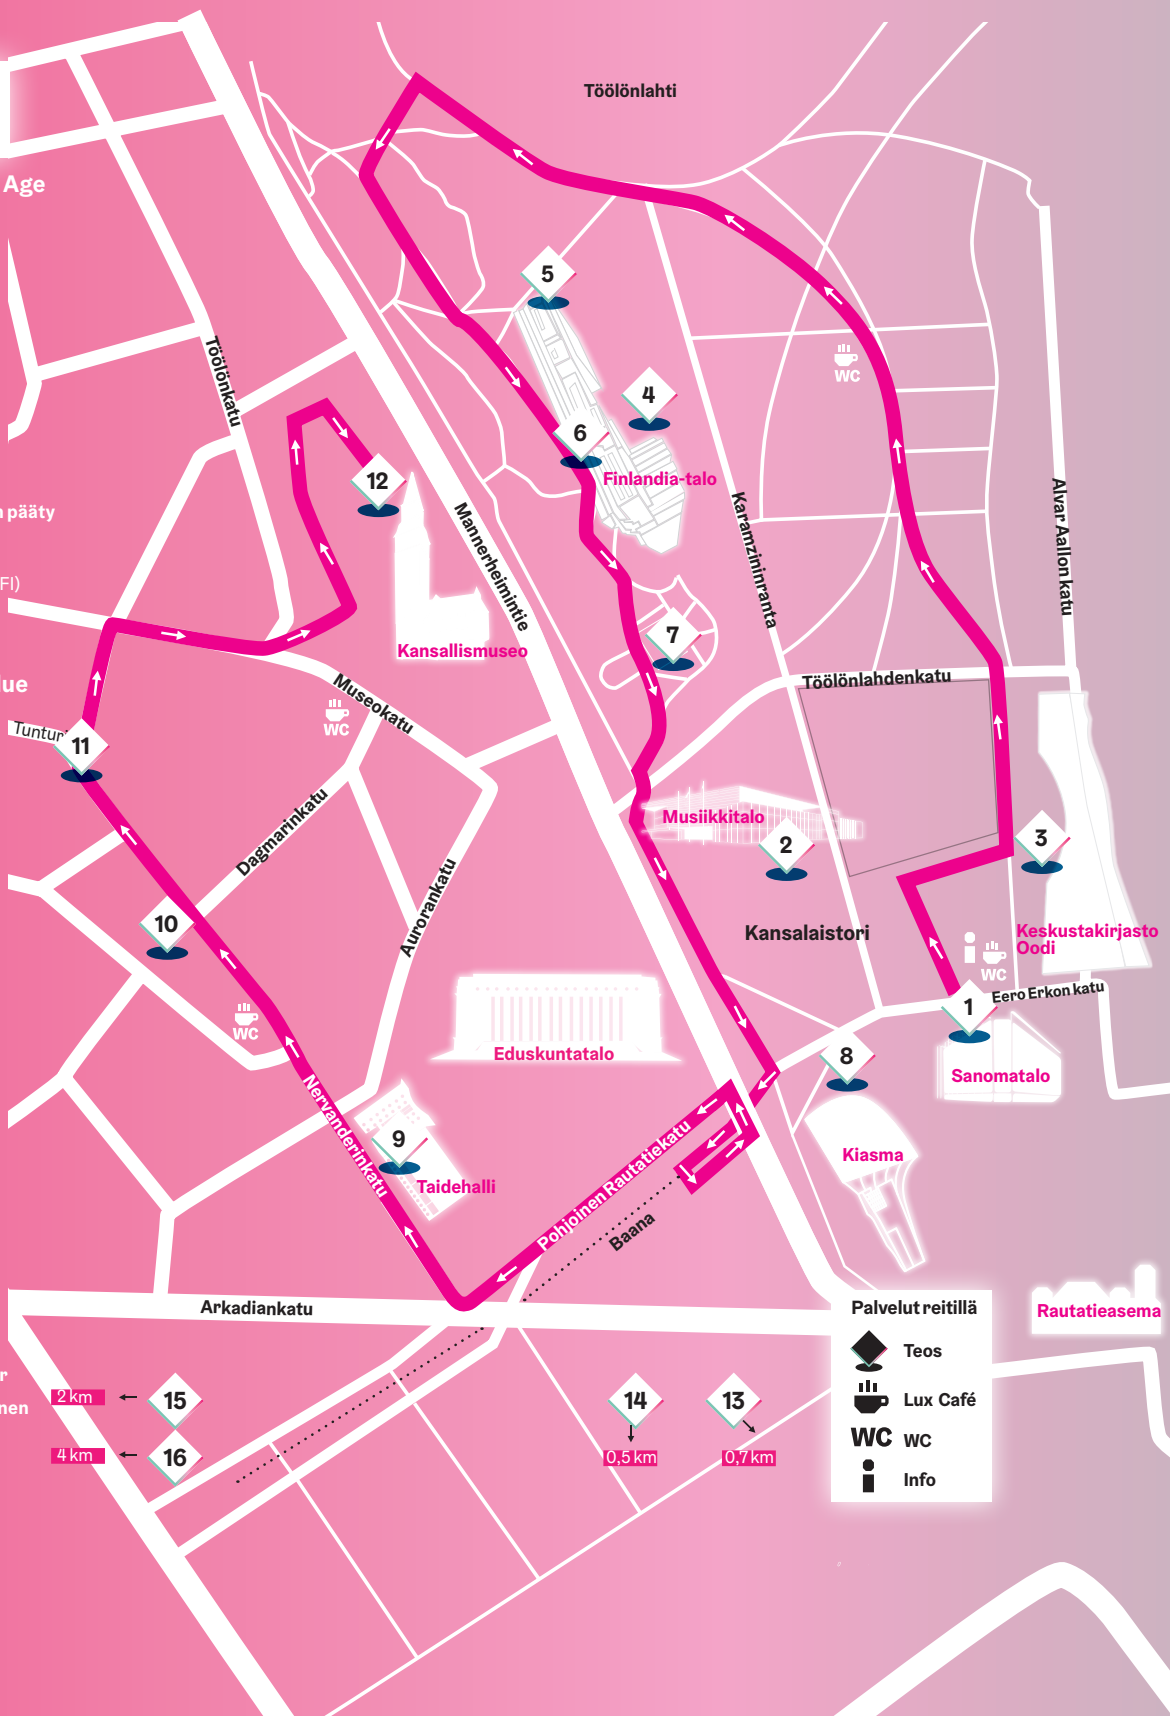 Töölönlahti
Age
5
Töölönkatu
WC
4
6
Finlandia-talo
12
Mannerheimintie
Karamzininranta
Alvar Aallon katu
n pääty
FI)
7
Kansallismuseo
lue
Museokatu
Töölönlahdenkatu
WC
Tuntur
11
Dagmarinkatu
Musiikkitalo
2
3
Aurorankatu
10
Kansalaistori
Keskustakirjasto
Oodi
WC
Eero Erkon katu
1
WC
Eduskuntatalo
8
Sanomatalo
Nervanderinkatu
9
Taidehalli
Pohjoinen Rautatiekatu
Baana
Kiasma
Arkadiankatu
Rautatieasema
Palvelut reitillä
Teos
Lux Café
WC WC
Info
r
nen
2 km
15
4 km
16
14
0,5 km
13
0,7 km